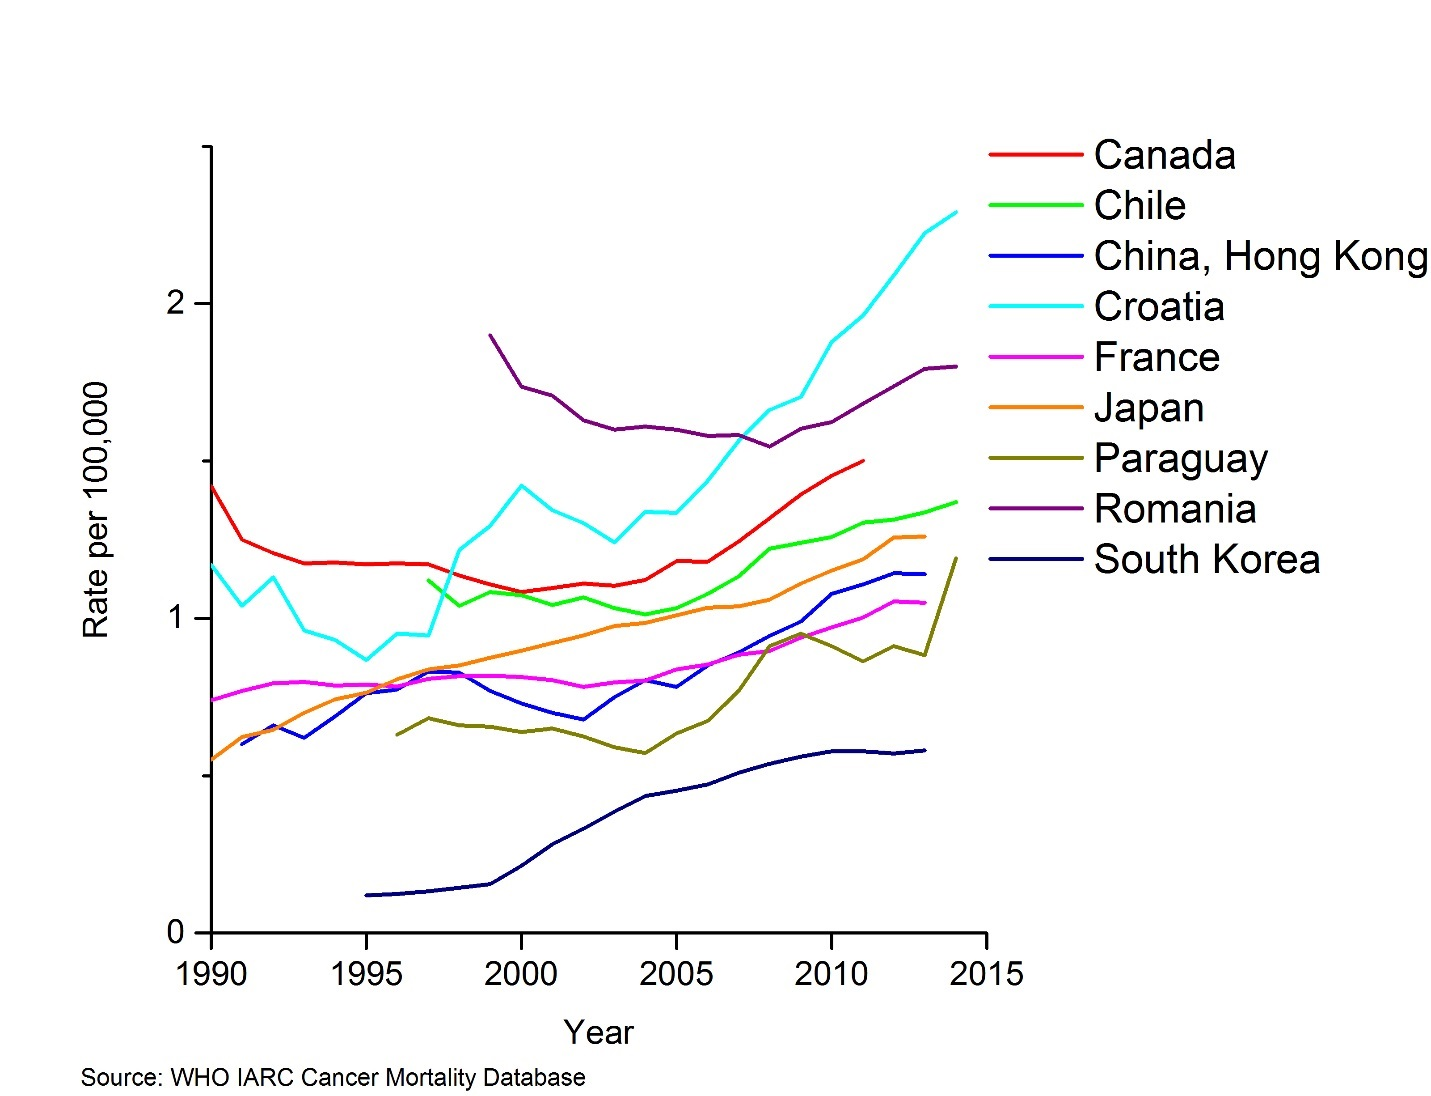 Canada
Chile
China, Hong Kong
Croatia
France
Japan
Paraguay
Romania
South Korea
2
1
0
Rate per 100,000
1990 1995 2000 2005 2010 2015
Year
Source: WHO IARC Cancer Mortality Database